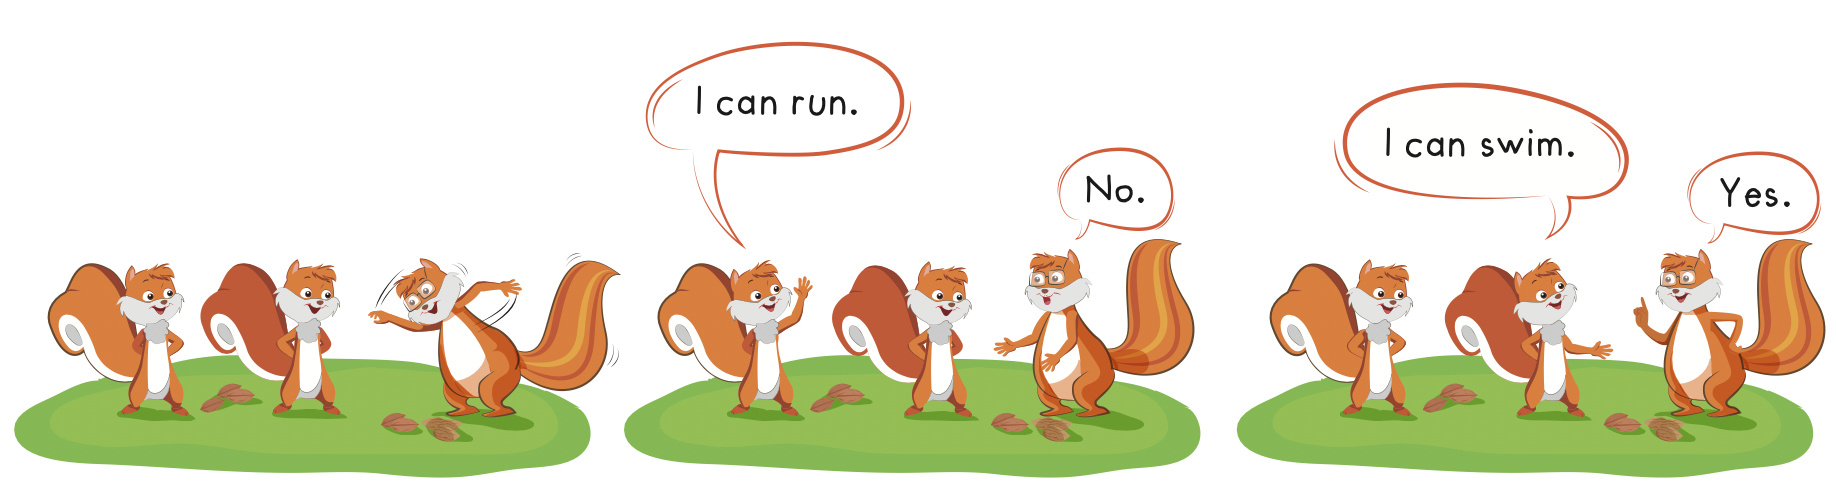 I can run.
No.
I can swim.
Yes.